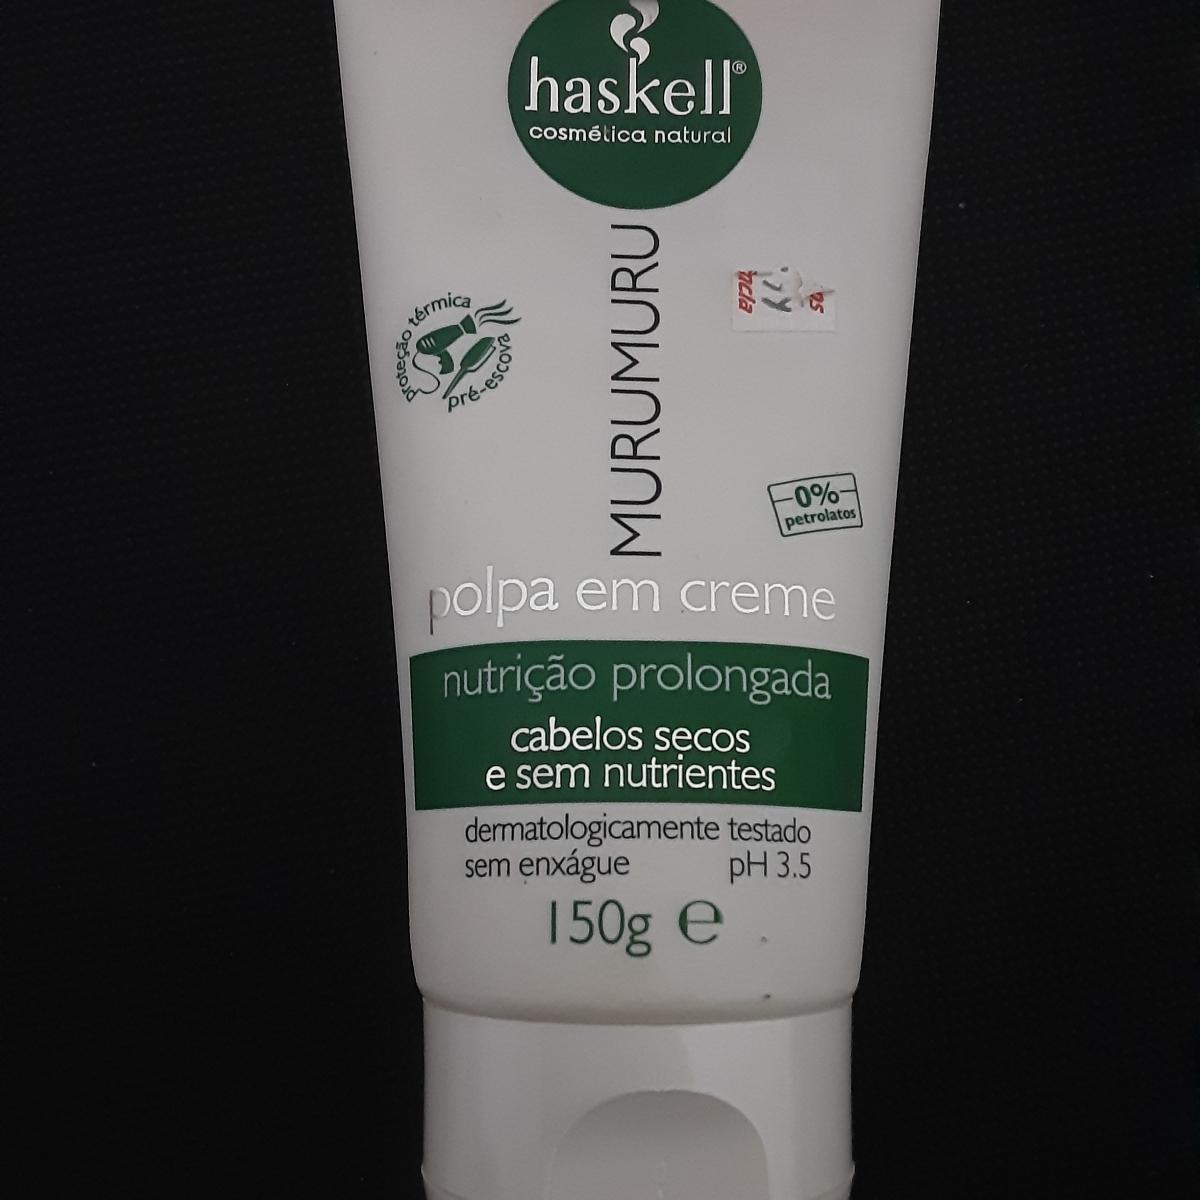 haskell®
cosmética natural
MURUMURU
proteção térmica
pré-escova
ncia
0%
petrolatos
polpa em creme
nutrição prolongada
cabelos secos
e sem nutrientes
dermatologicamente testado
sem enxágue pH 3.5
150g ℮